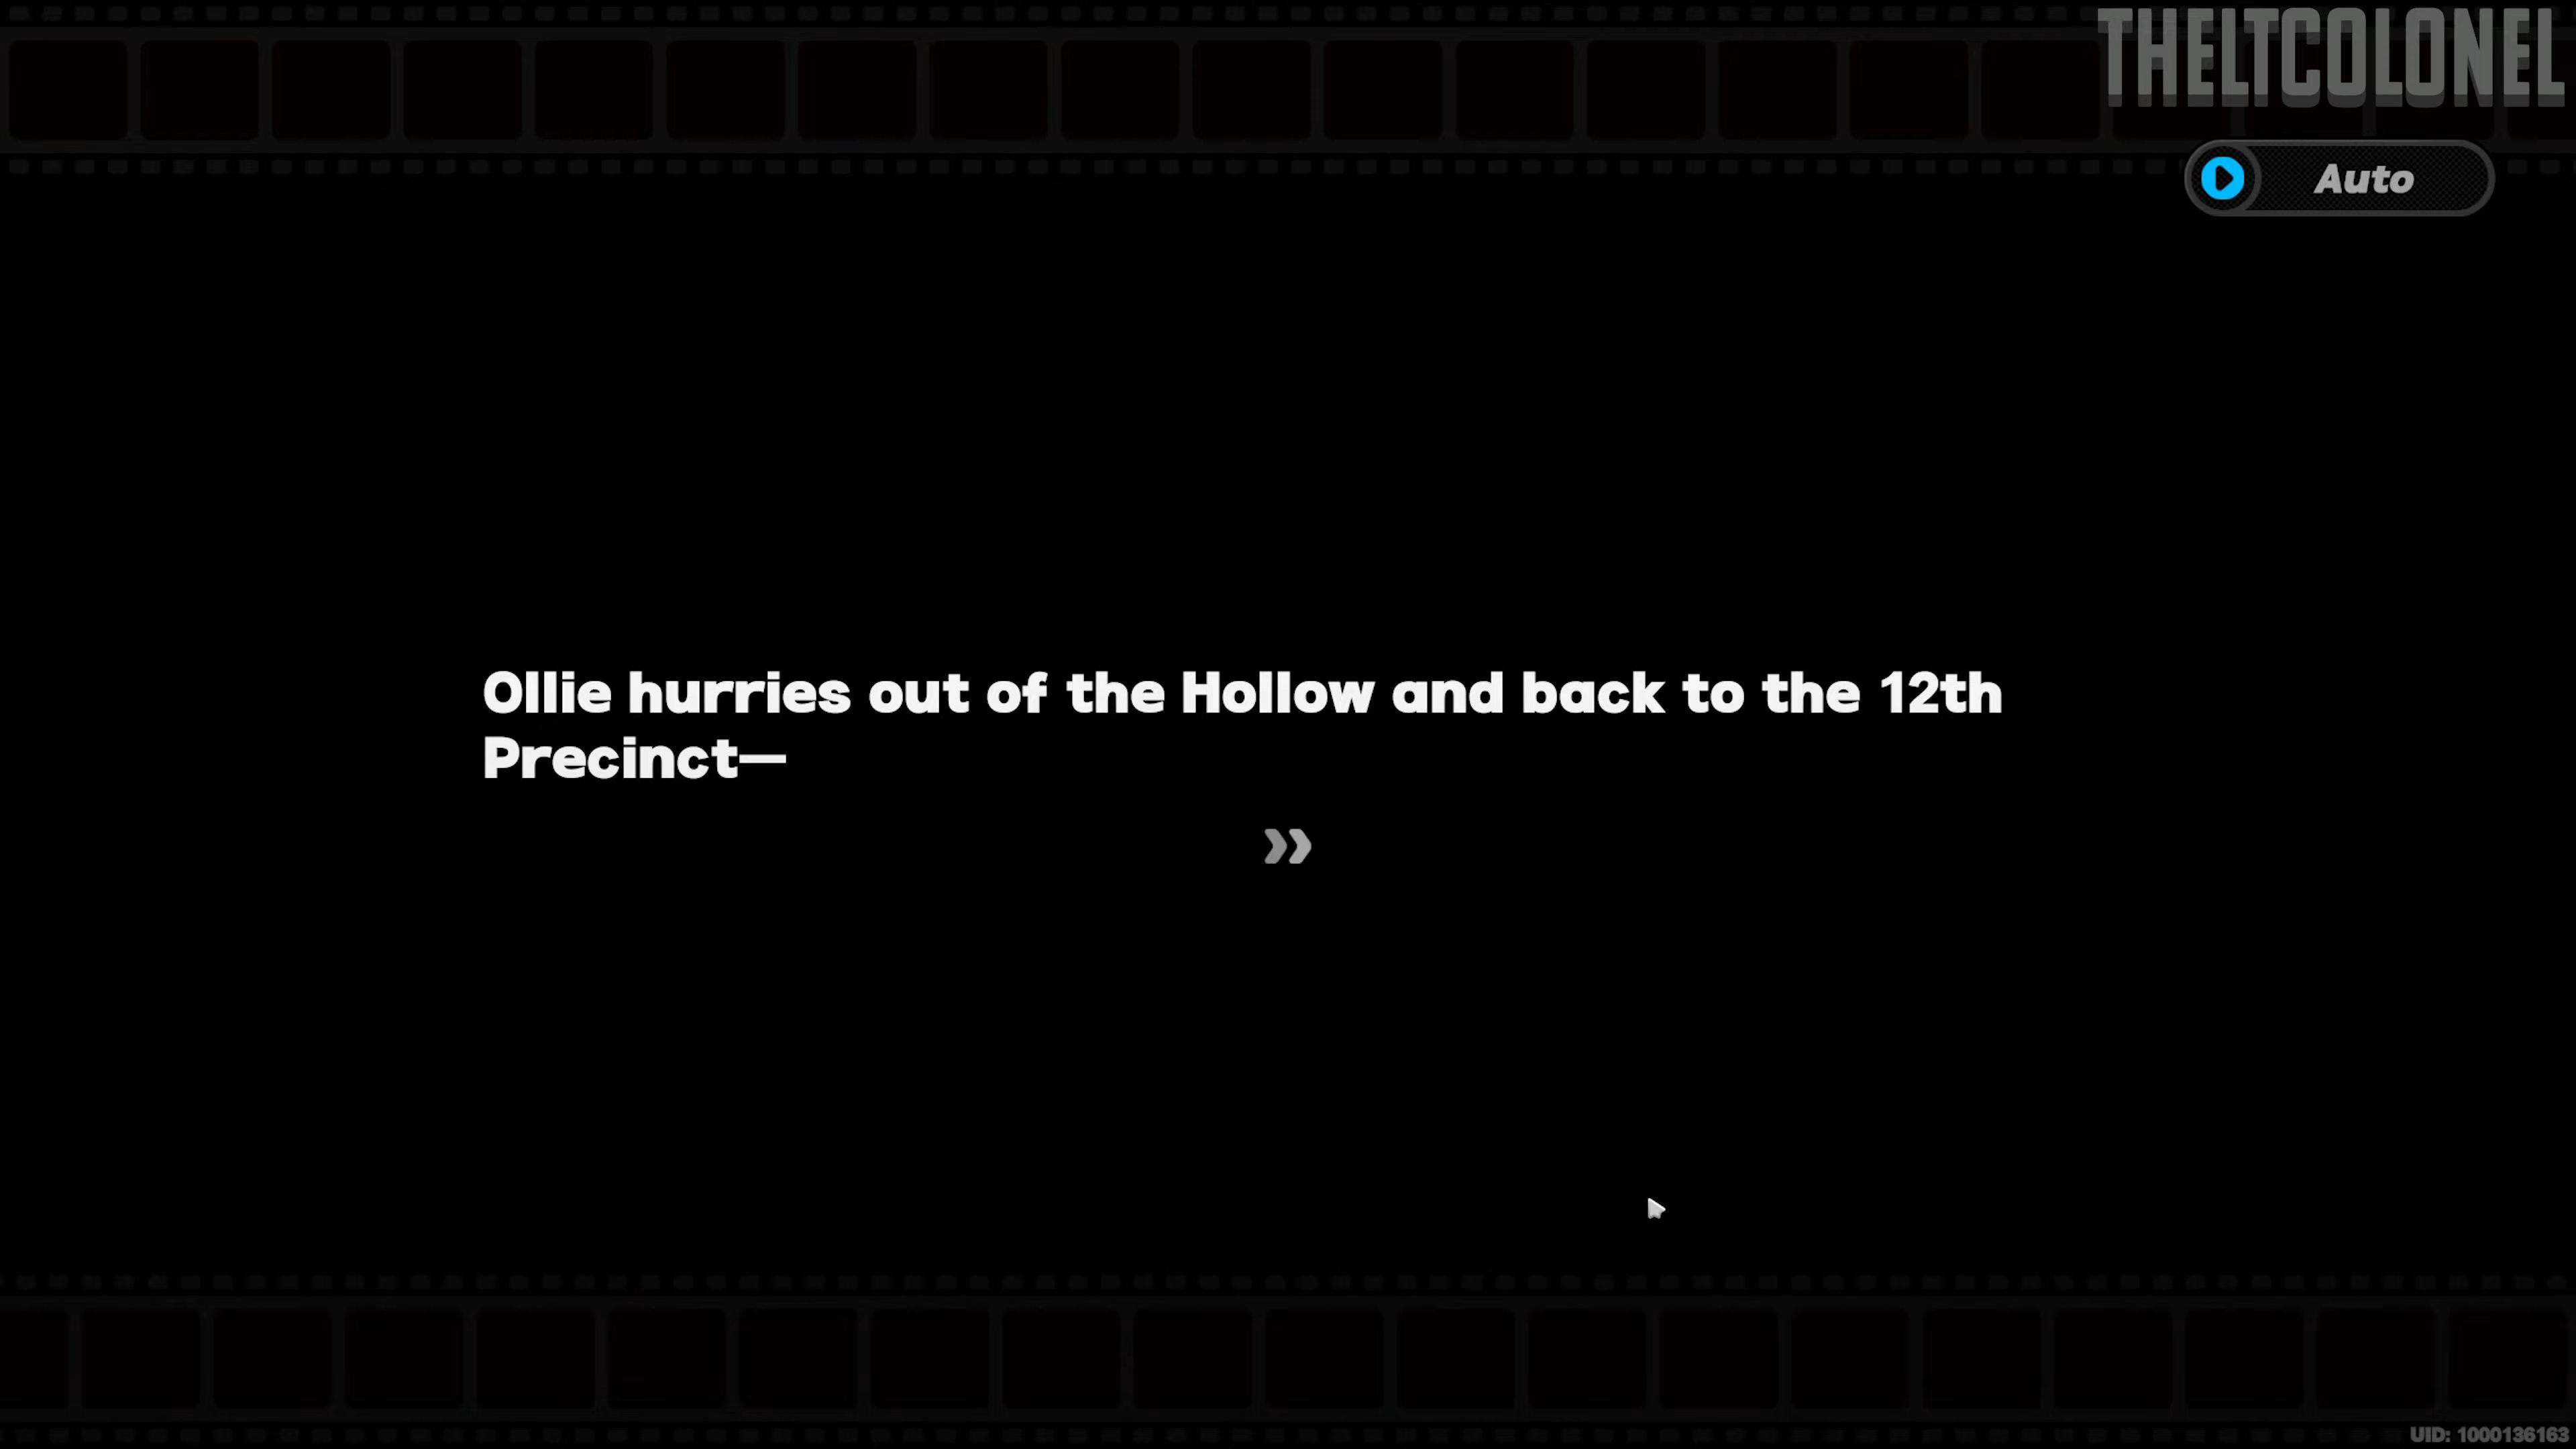 THELTCOLONEL
Auto
Ollie hurries out of the Hollow and back to the 12th
Precinct—
UID: 1000136163